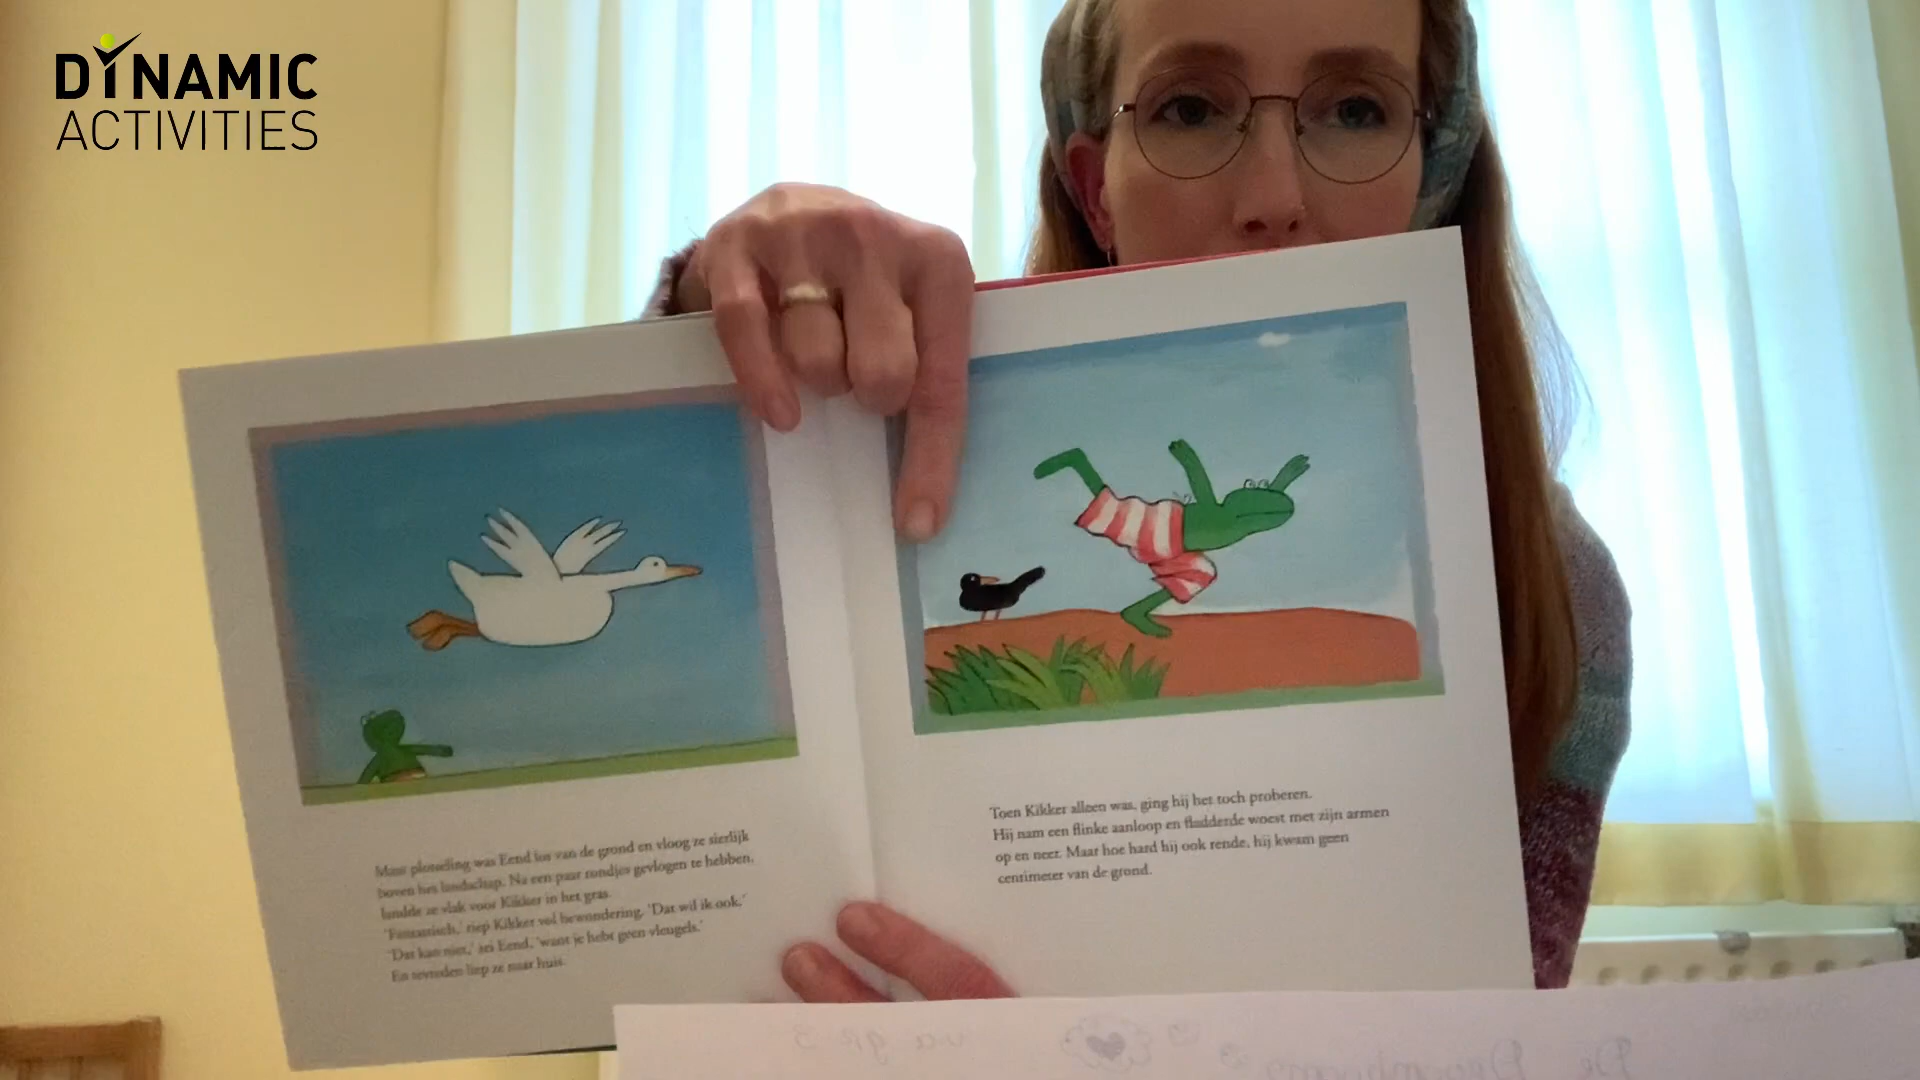 DYNAMIC
ACTIVITIES
Maar plotseling was Eend los van de grond en vloog ze sierlijk
boven het landschap. Na een paar rondjes gevlogen te hebben,
landde ze vlak voor Kikker in het gras.
'Fantastisch,' riep Kikker vol bewondering. 'Dat wil ik ook.'
'Dat kan niet,' zei Eend, 'want je hebt geen vleugels.'
En tevreden liep ze naar huis.
Toen Kikker alleen was, ging hij het toch proberen.
Hij nam een flinke aanloop en fladderde woest met zijn armen
op en neer. Maar hoe hard hij ook rende, hij kwam geen
centimeter van de grond.